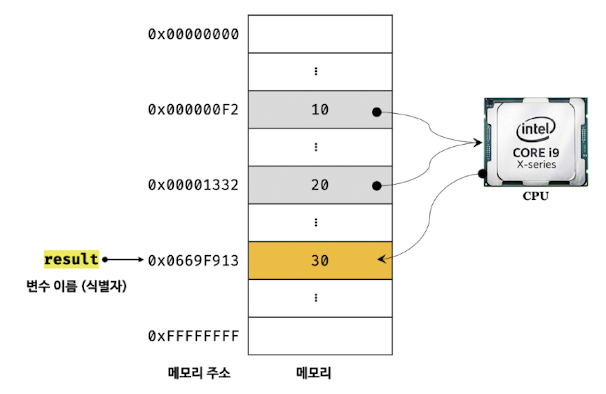 0x00000000
⋮
0x000000F2 10
⋮
0x00001332 20
⋮
result 0x0669F913 30
변수 이름 (식별자)
⋮
0xFFFFFFFF
메모리 주소 메모리
intel
CORE i9
X-series
CPU